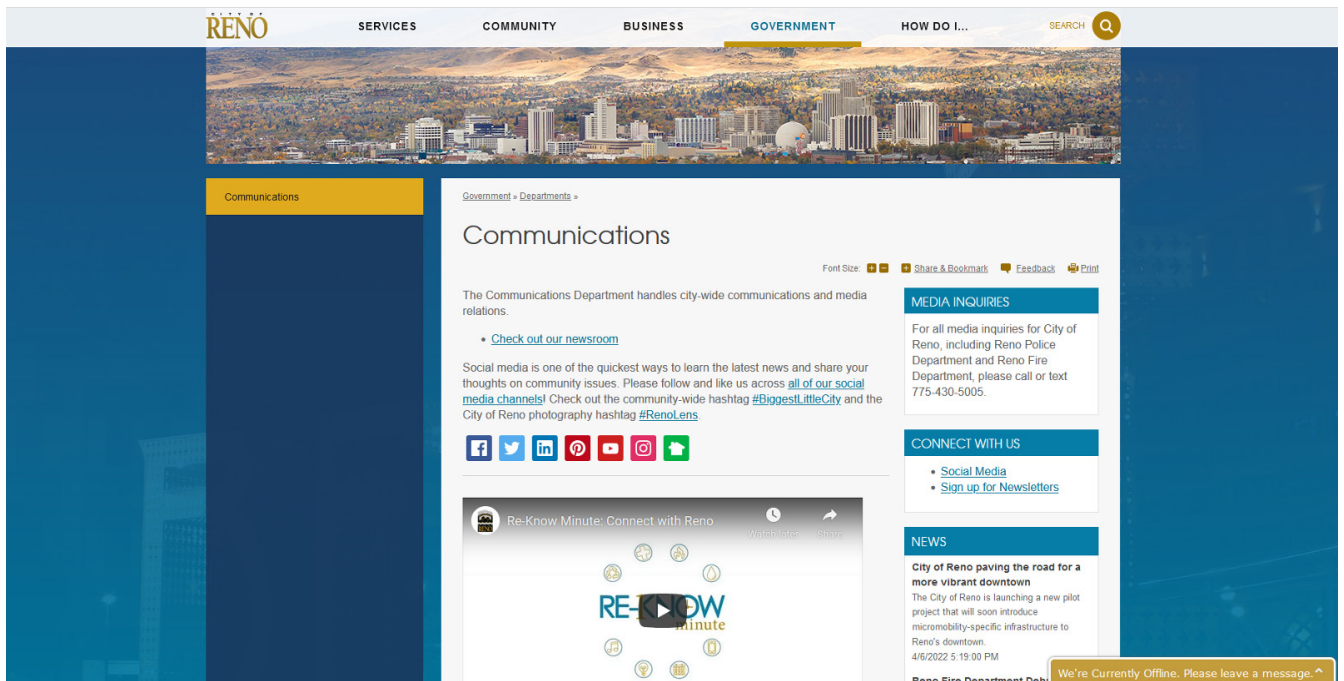 CITY OF
RENO
SERVICES
COMMUNITY
BUSINESS
GOVERNMENT
HOW DO I...
SEARCH
Communications
Government » Departments »
Communications
Font Size: + − + Share & Bookmark Feedback Print
The Communications Department handles city-wide communications and media
relations.
• Check out our newsroom
Social media is one of the quickest ways to learn the latest news and share your
thoughts on community issues. Please follow and like us across all of our social
media channels! Check out the community-wide hashtag #BiggestLittleCity and the
City of Reno photography hashtag #RenoLens.
Re-Know Minute: Connect with Reno
Watch later
Share
RE-KNOW
minute
MEDIA INQUIRIES
For all media inquiries for City of
Reno, including Reno Police
Department and Reno Fire
Department, please call or text
775-430-5005.
CONNECT WITH US
• Social Media
• Sign up for Newsletters
NEWS
City of Reno paving the road for a
more vibrant downtown
The City of Reno is launching a new pilot
project that will soon introduce
micromobility-specific infrastructure to
Reno's downtown.
4/6/2022 5:19:00 PM
Reno Fire Department
We're Currently Offline. Please leave a message.